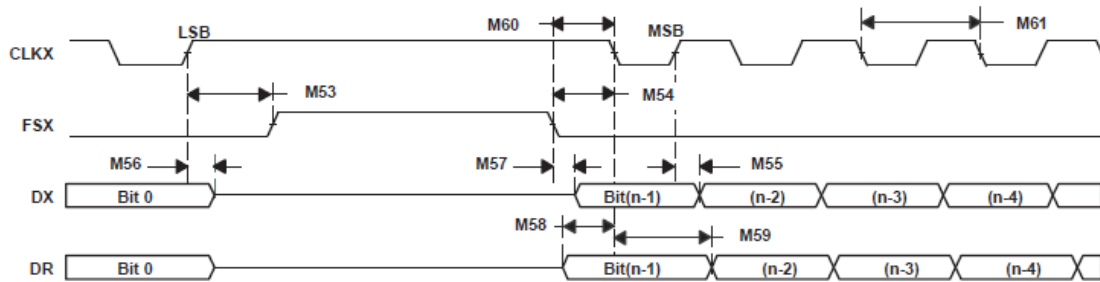 LSB M60 MSB M61
CLKX
M53 M54
FSX
M56 M57 M55
DX Bit 0 Bit(n-1) (n-2) (n-3) (n-4)
M58 M59
DR Bit 0 Bit(n-1) (n-2) (n-3) (n-4)